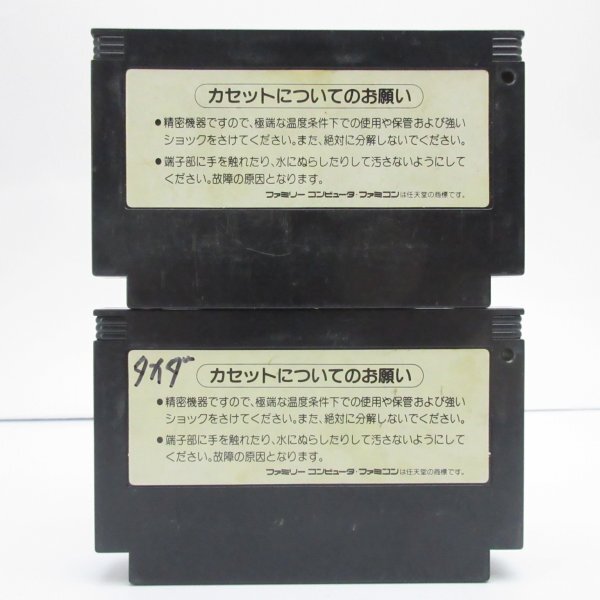 カセットについてのお願い
●精密機器ですので、極端な温度条件下での使用や保管および強い
ショックをさけてください。また、絶対に分解しないでください。
●端子部に手を触れたり、水にぬらしたりして汚さないようにして
ください。故障の原因となります。
ファミリー コンピュータ・ファミコンは任天堂の商標です。
タオダ
カセットについてのお願い
●精密機器ですので、極端な温度条件下での使用や保管および強い
ショックをさけてください。また、絶対に分解しないでください。
●端子部に手を触れたり、水にぬらしたりして汚さないようにして
ください。故障の原因となります。
ファミリー コンピュータ・ファミコンは任天堂の商標です。